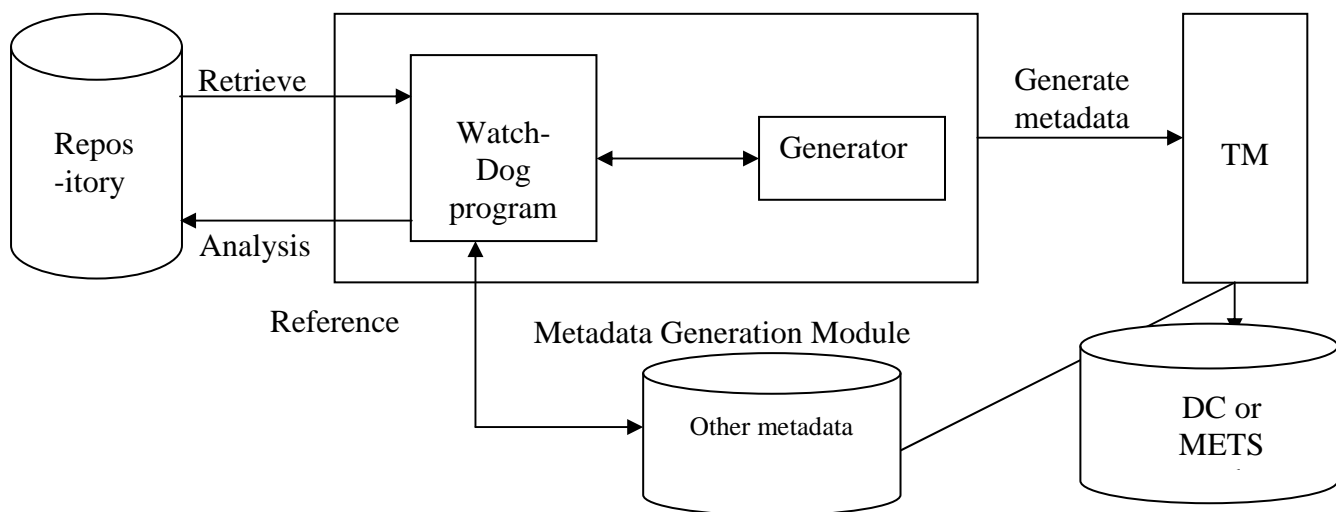 Retrieve
Repos
-itory
Analysis
Watch-
Dog
program
Generator
Generate
metadata
TM
Reference
Metadata Generation Module
Other metadata
DC or
METS